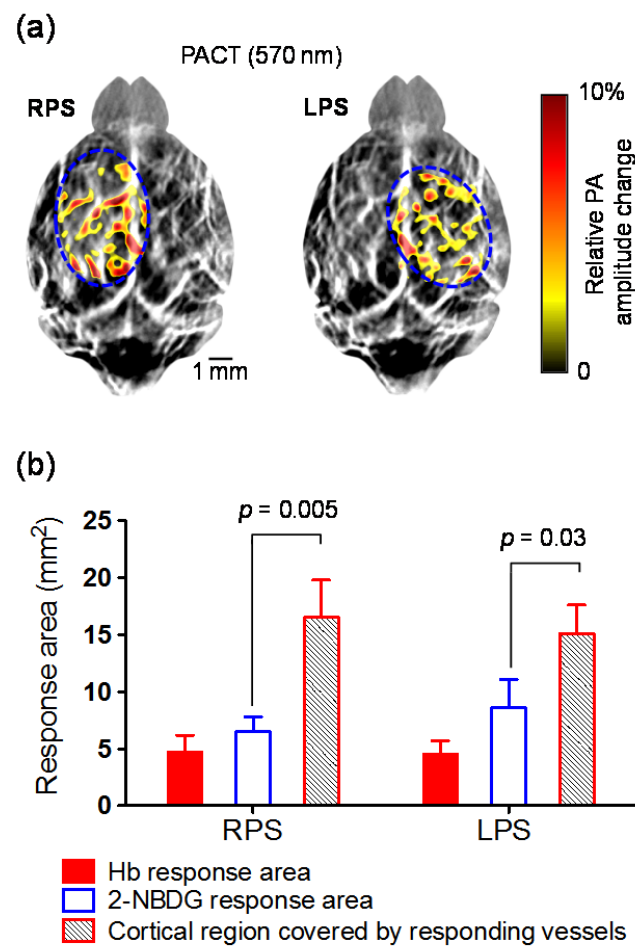 (a)
PACT (570 nm)
RPS
LPS
10%
Relative PA
amplitude change
0
1 mm
(b)
p = 0.005
p = 0.03
Response area (mm²)
25
20
15
10
5
0
RPS
LPS
Hb response area
2-NBDG response area
Cortical region covered by responding vessels